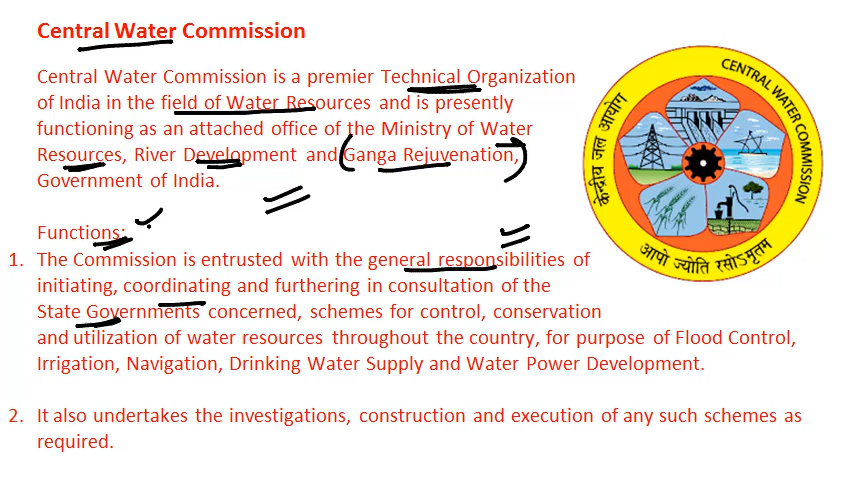 Central Water Commission
Central Water Commission is a premier Technical Organization
of India in the field of Water Resources and is presently
functioning as an attached office of the Ministry of Water
Resources, River Development and Ganga Rejuvenation,
Government of India.
Functions:
1. The Commission is entrusted with the general responsibilities of
initiating, coordinating and furthering in consultation of the
State Governments concerned, schemes for control, conservation
and utilization of water resources throughout the country, for purpose of Flood Control,
Irrigation, Navigation, Drinking Water Supply and Water Power Development.
2. It also undertakes the investigations, construction and execution of any such schemes as
required.
केन्द्रीय जल आयोग
CENTRAL WATER COMMISSION
आपो ज्योति रसोऽमृतम